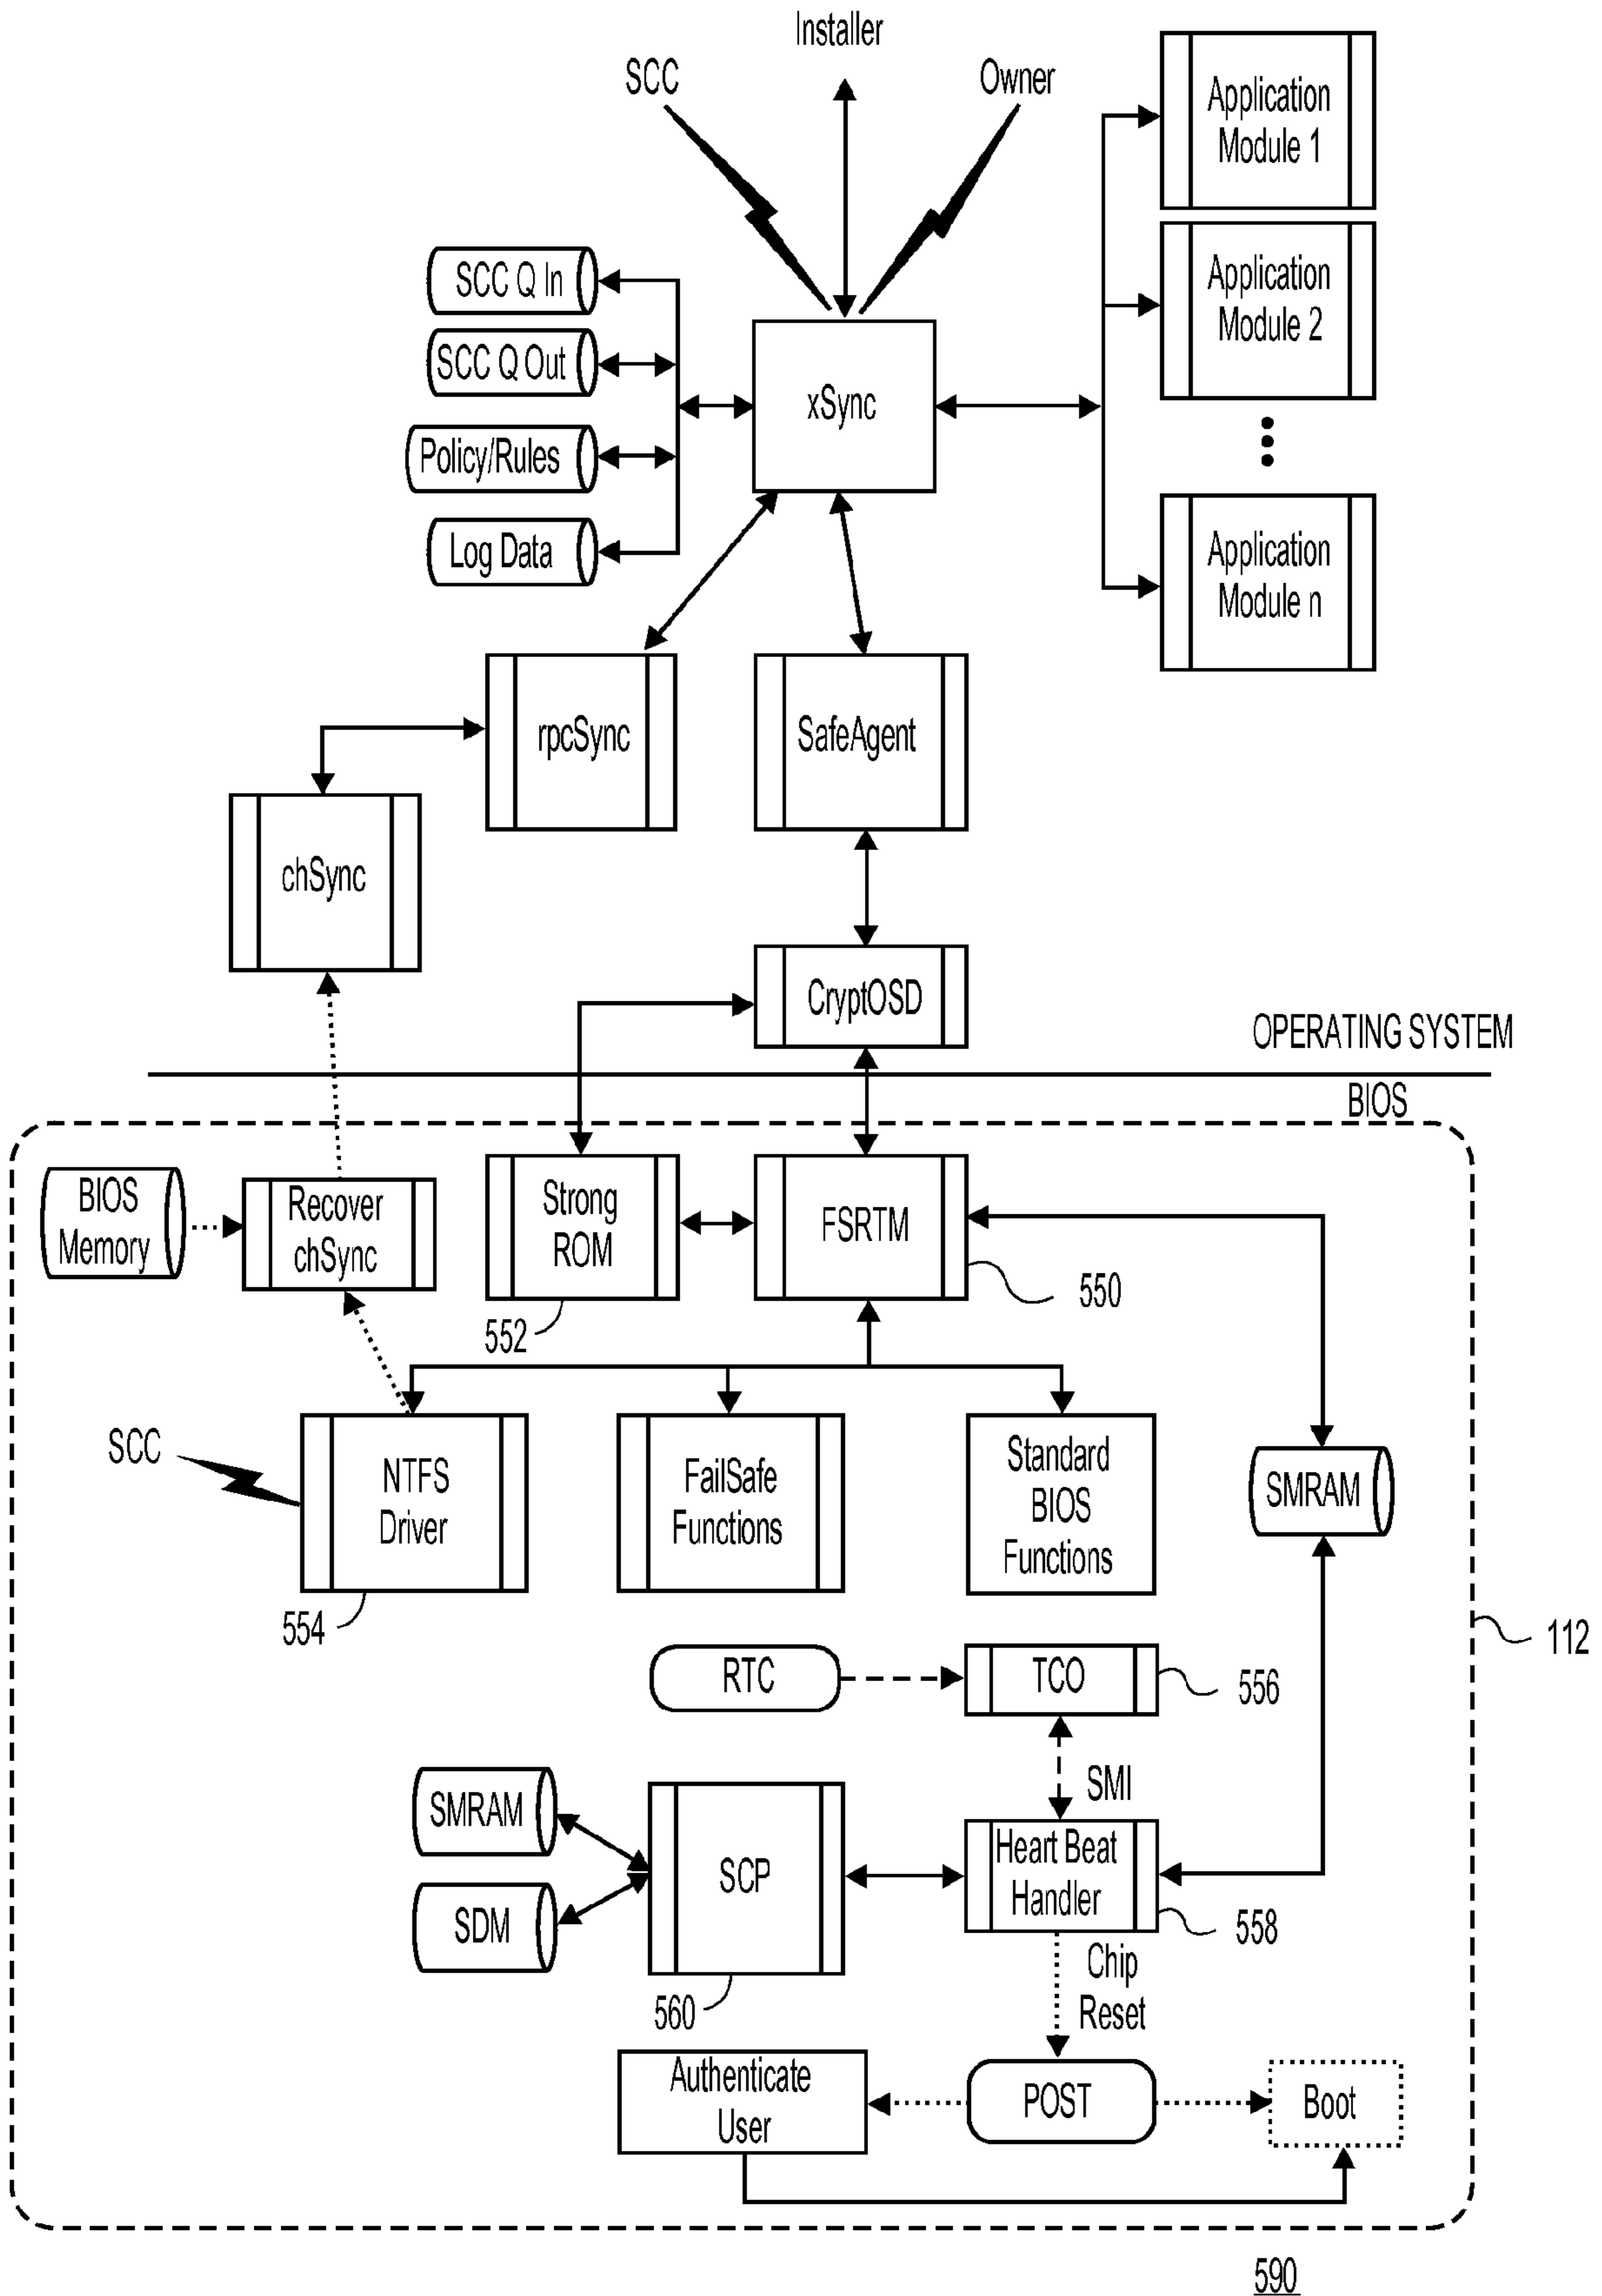 Installer
SCC
Owner
Application
Module 1
SCC Q In
Application
Module 2
SCC Q Out
xSync
Policy/Rules
Log Data
Application
Module n
rpcSync
SafeAgent
chSync
CryptOSD
OPERATING SYSTEM
BIOS
BIOS
Memory
Recover
chSync
Strong
ROM
FSRTM
550
552
SCC
NTFS
Driver
FailSafe
Functions
Standard
BIOS
Functions
SMRAM
554
112
RTC
TCO
556
SMI
SMRAM
SCP
Heart Beat
Handler
SDM
558
Chip
Reset
560
Authenticate
User
POST
Boot
590